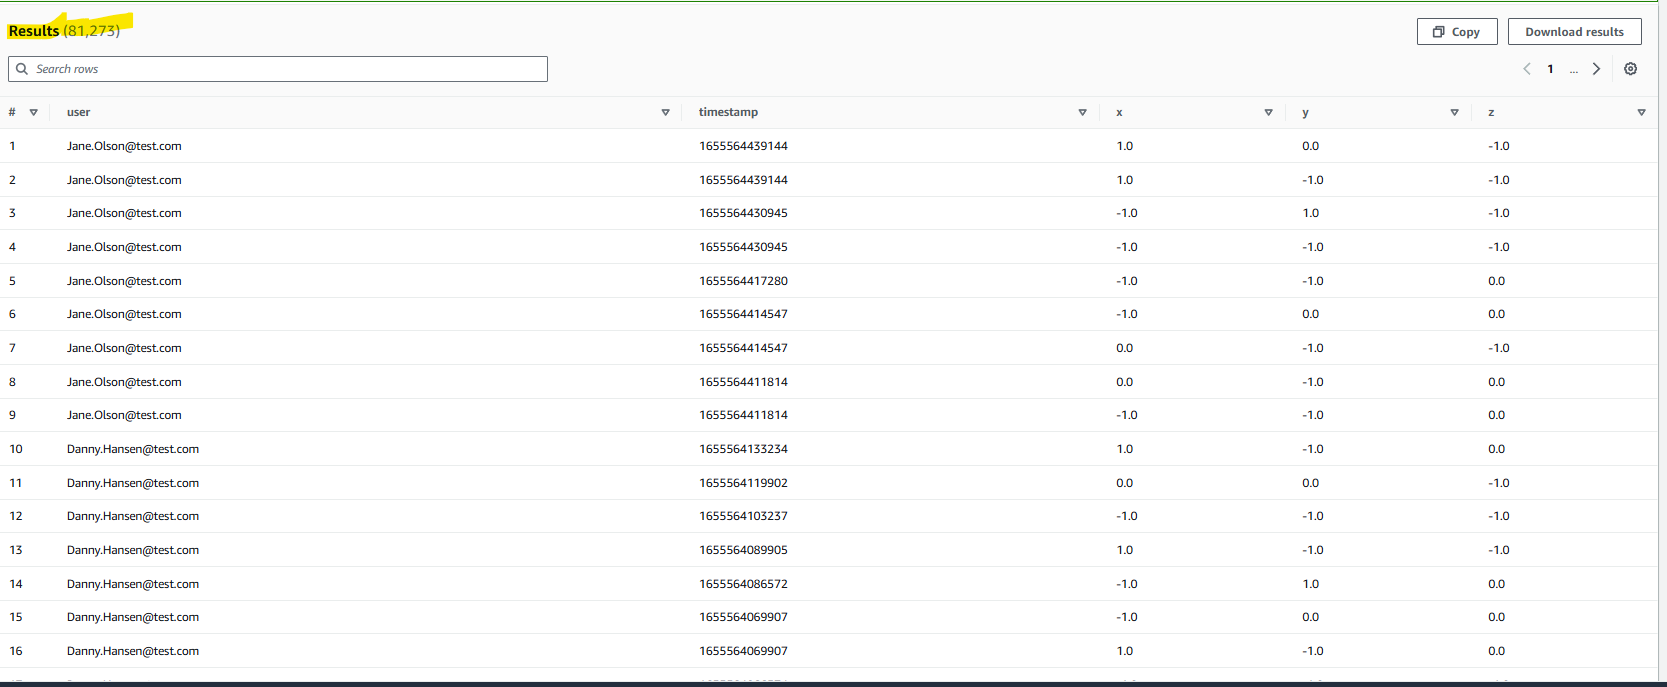 Results (81,273)
Copy
Download results
Search rows
1 ...
# user timestamp x y z
1 Jane.Olson@test.com 1655564439144 1.0 0.0 -1.0
2 Jane.Olson@test.com 1655564439144 1.0 -1.0 -1.0
3 Jane.Olson@test.com 1655564430945 -1.0 1.0 -1.0
4 Jane.Olson@test.com 1655564430945 -1.0 -1.0 -1.0
5 Jane.Olson@test.com 1655564417280 -1.0 -1.0 0.0
6 Jane.Olson@test.com 1655564414547 -1.0 0.0 0.0
7 Jane.Olson@test.com 1655564414547 0.0 -1.0 -1.0
8 Jane.Olson@test.com 1655564411814 0.0 -1.0 0.0
9 Jane.Olson@test.com 1655564411814 -1.0 -1.0 0.0
10 Danny.Hansen@test.com 1655564133234 1.0 -1.0 0.0
11 Danny.Hansen@test.com 1655564119902 0.0 0.0 -1.0
12 Danny.Hansen@test.com 1655564103237 -1.0 -1.0 -1.0
13 Danny.Hansen@test.com 1655564089905 1.0 -1.0 -1.0
14 Danny.Hansen@test.com 1655564086572 -1.0 1.0 0.0
15 Danny.Hansen@test.com 1655564069907 -1.0 0.0 0.0
16 Danny.Hansen@test.com 1655564069907 1.0 -1.0 0.0